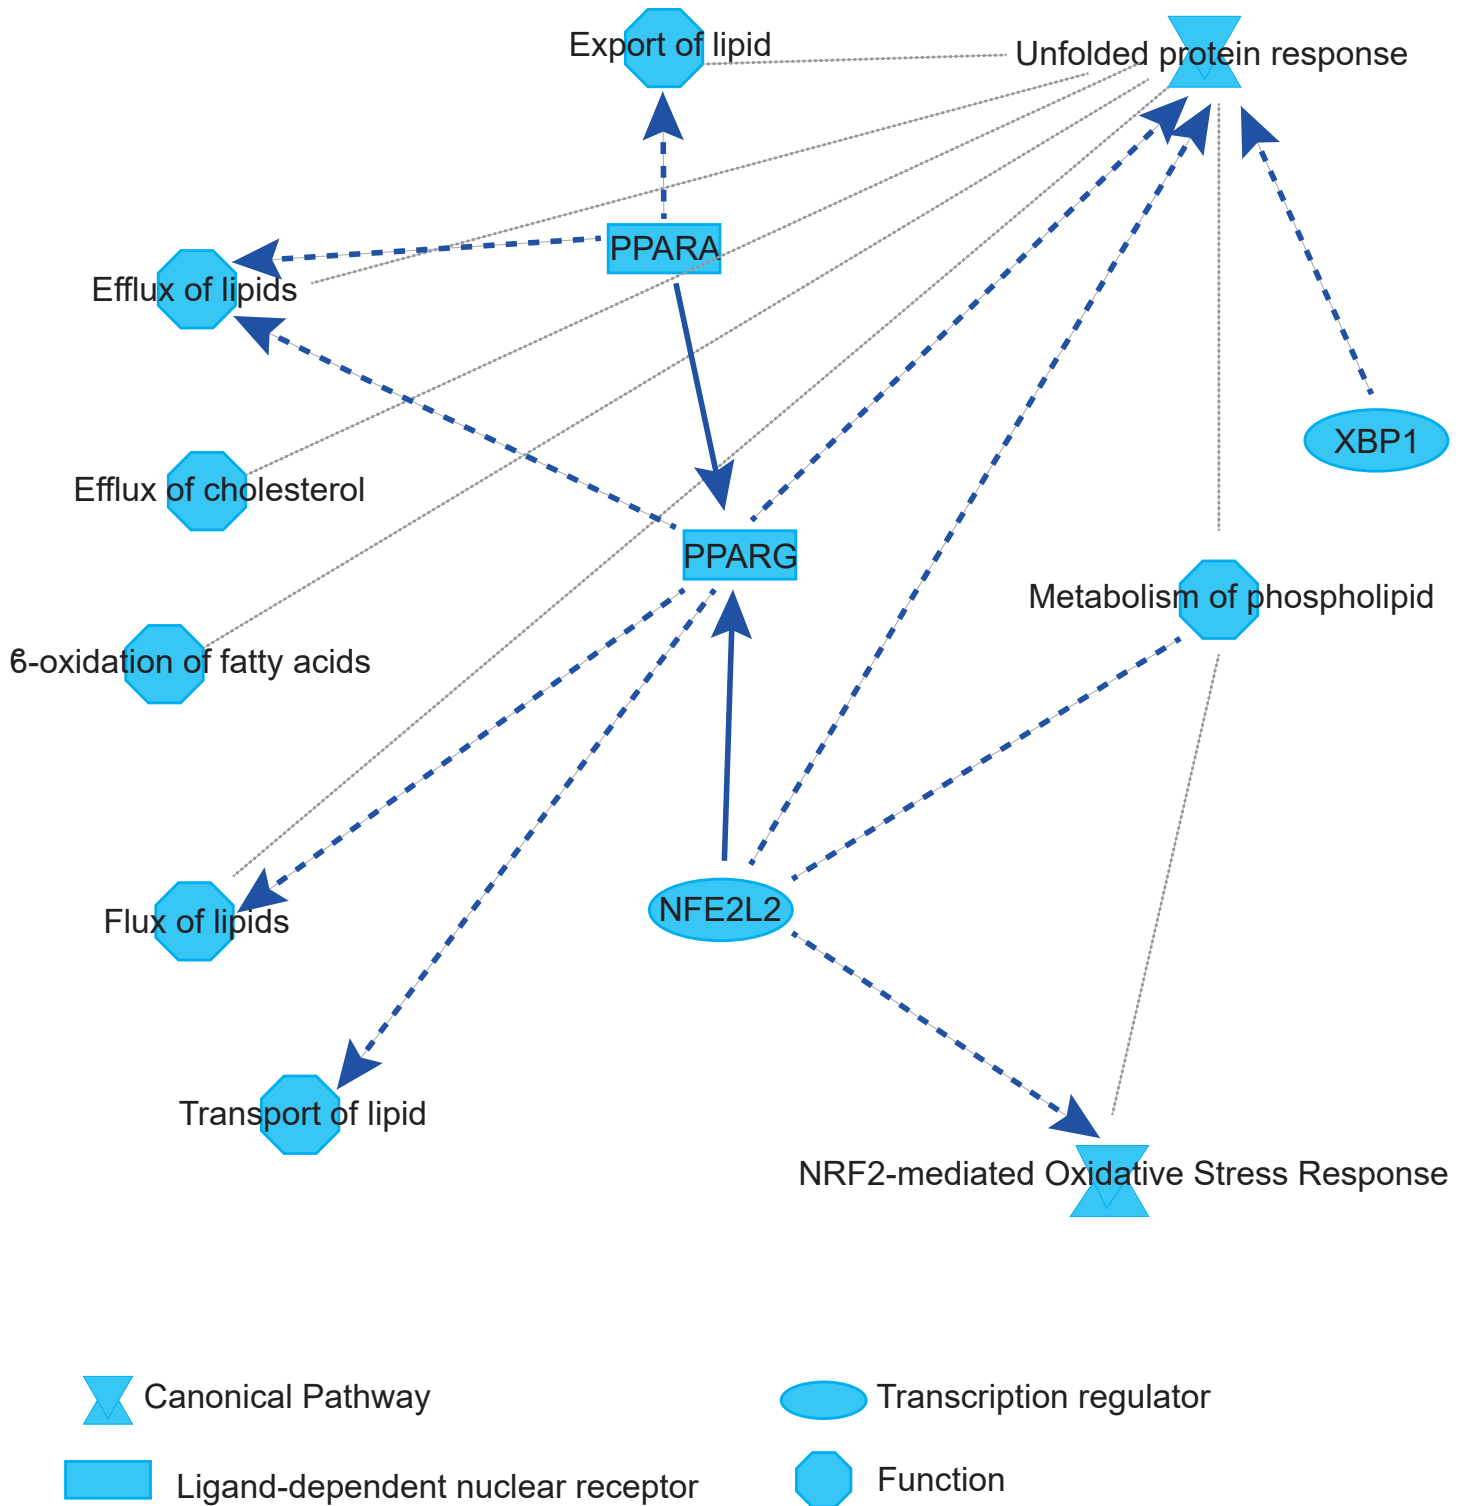 Export of lipid
Unfolded protein response
PPARA
Efflux of lipids
XBP1
Efflux of cholesterol
PPARG
Metabolism of phospholipid
6-oxidation of fatty acids
NFE2L2
Flux of lipids
Transport of lipid
NRF2-mediated Oxidative Stress Response
Canonical Pathway
Transcription regulator
Ligand-dependent nuclear receptor
Function